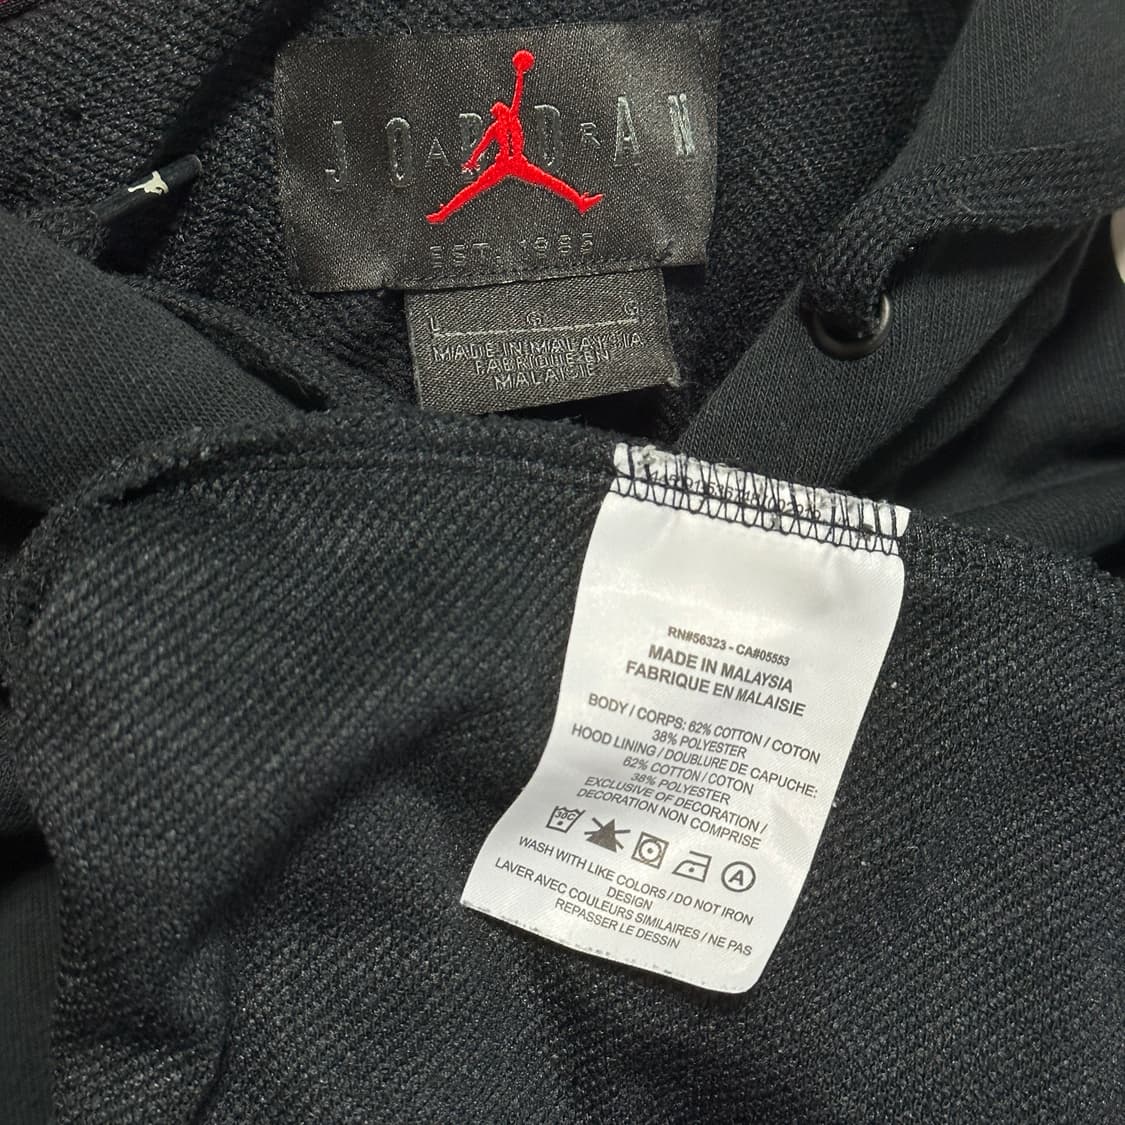 JORDAN
AIR
EST. 1985
L G G
MADE IN MALAYSIA
FABRIQUE EN
MALAISIE
RN#56323 - CA#05553
MADE IN MALAYSIA
FABRIQUE EN MALAISIE
BODY / CORPS: 62% COTTON / COTON
38% POLYESTER
HOOD LINING / DOUBLURE DE CAPUCHE:
62% COTTON / COTON
38% POLYESTER
EXCLUSIVE OF DECORATION /
DECORATION NON COMPRISE
30C
A
WASH WITH LIKE COLORS / DO NOT IRON
DESIGN
LAVER AVEC COULEURS SIMILAIRES / NE PAS
REPASSER LE DESSIN